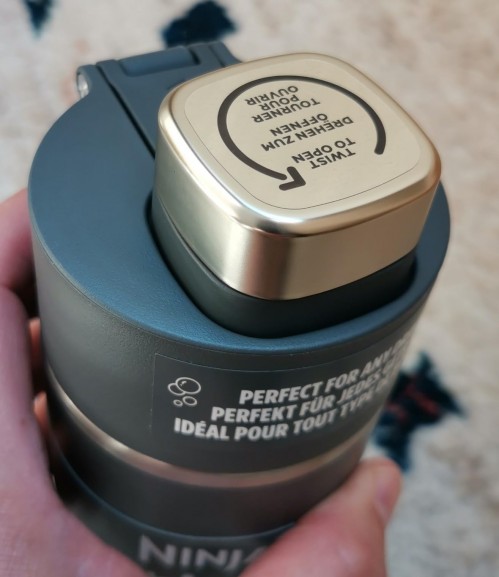 TWIST
TO OPEN
DREHEN ZUM
ÖFFNEN
TOURNER
POUR
OUVRIR
PERFECT FOR ANY
PERFEKT FÜR JEDES
IDÉAL POUR TOUT TYPE
NINJA